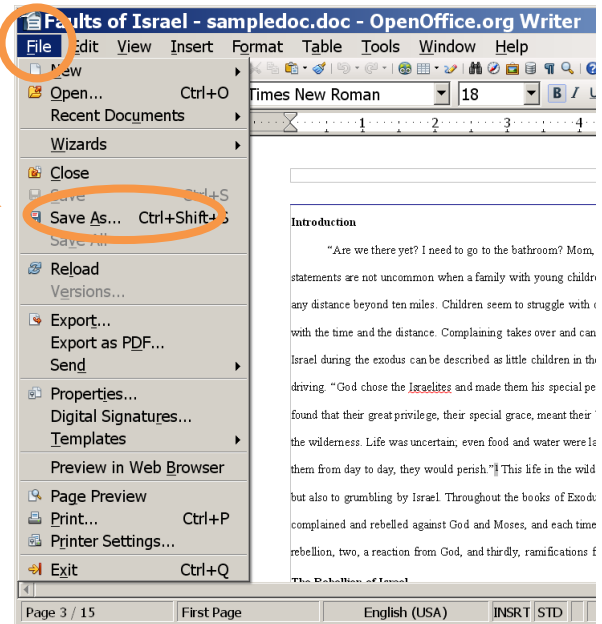 Faults of Israel - sampledoc.doc - OpenOffice.org Writer
File Edit View Insert Format Table Tools Window Help
New
Open... Ctrl+O
Recent Documents
Wizards
Close
Save Ctrl+S
Save As... Ctrl+Shift+S
Save All
Reload
Versions...
Export...
Export as PDF...
Send
Properties...
Digital Signatures...
Templates
Preview in Web Browser
Page Preview
Print... Ctrl+P
Printer Settings...
Exit Ctrl+Q
Times New Roman 18 B I U
1 2 3 4
Introduction
“Are we there yet? I need to go to the bathroom? Mom,
statements are not uncommon when a family with young childre
any distance beyond ten miles. Children seem to struggle with
with the time and the distance. Complaining takes over and can
Israel during the exodus can be described as little children in the
driving. “God chose the Israelites and made them his special pe
found that their great privilege, their special grace, meant their
the wilderness. Life was uncertain; even food and water were la
them from day to day, they would perish.”1 This life in the wild
but also to grumbling by Israel. Throughout the books of Exodu
complained and rebelled against God and Moses, and each time
rebellion, two, a reaction from God, and thirdly, ramifications f
The Rebellion of Israel
Page 3 / 15 First Page English (USA) INSRT STD